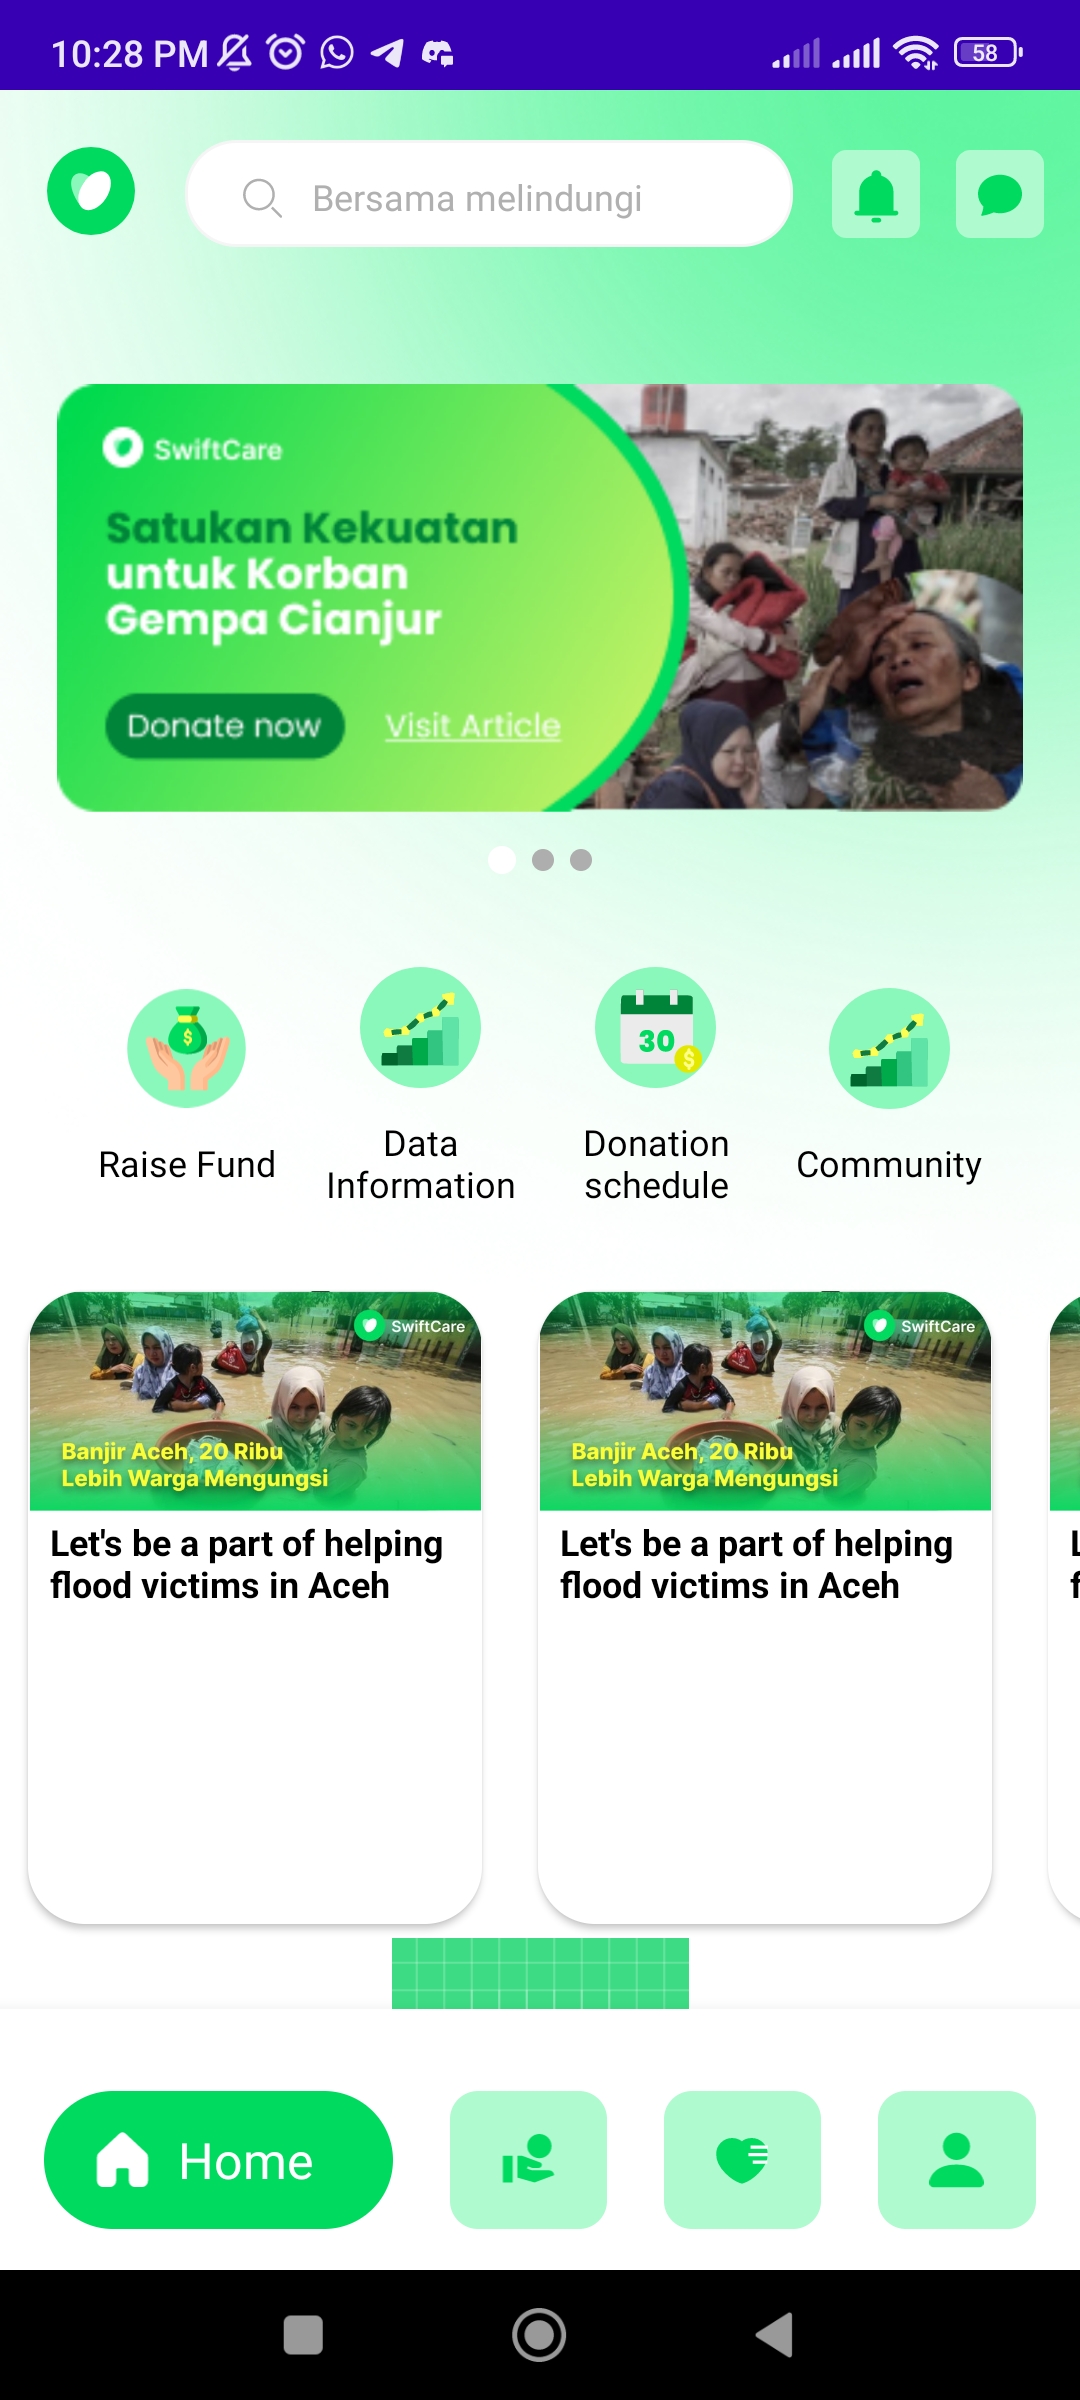 10:28 PM
58
Bersama melindungi
SwiftCare
Satukan Kekuatan
untuk Korban
Gempa Cianjur
Donate now
Visit Article
30
$
$
Raise Fund
Data
Information
Donation
schedule
Community
SwiftCare
Banjir Aceh, 20 Ribu
Lebih Warga Mengungsi
Let's be a part of helping
flood victims in Aceh
SwiftCare
Banjir Aceh, 20 Ribu
Lebih Warga Mengungsi
Let's be a part of helping
flood victims in Aceh
Home